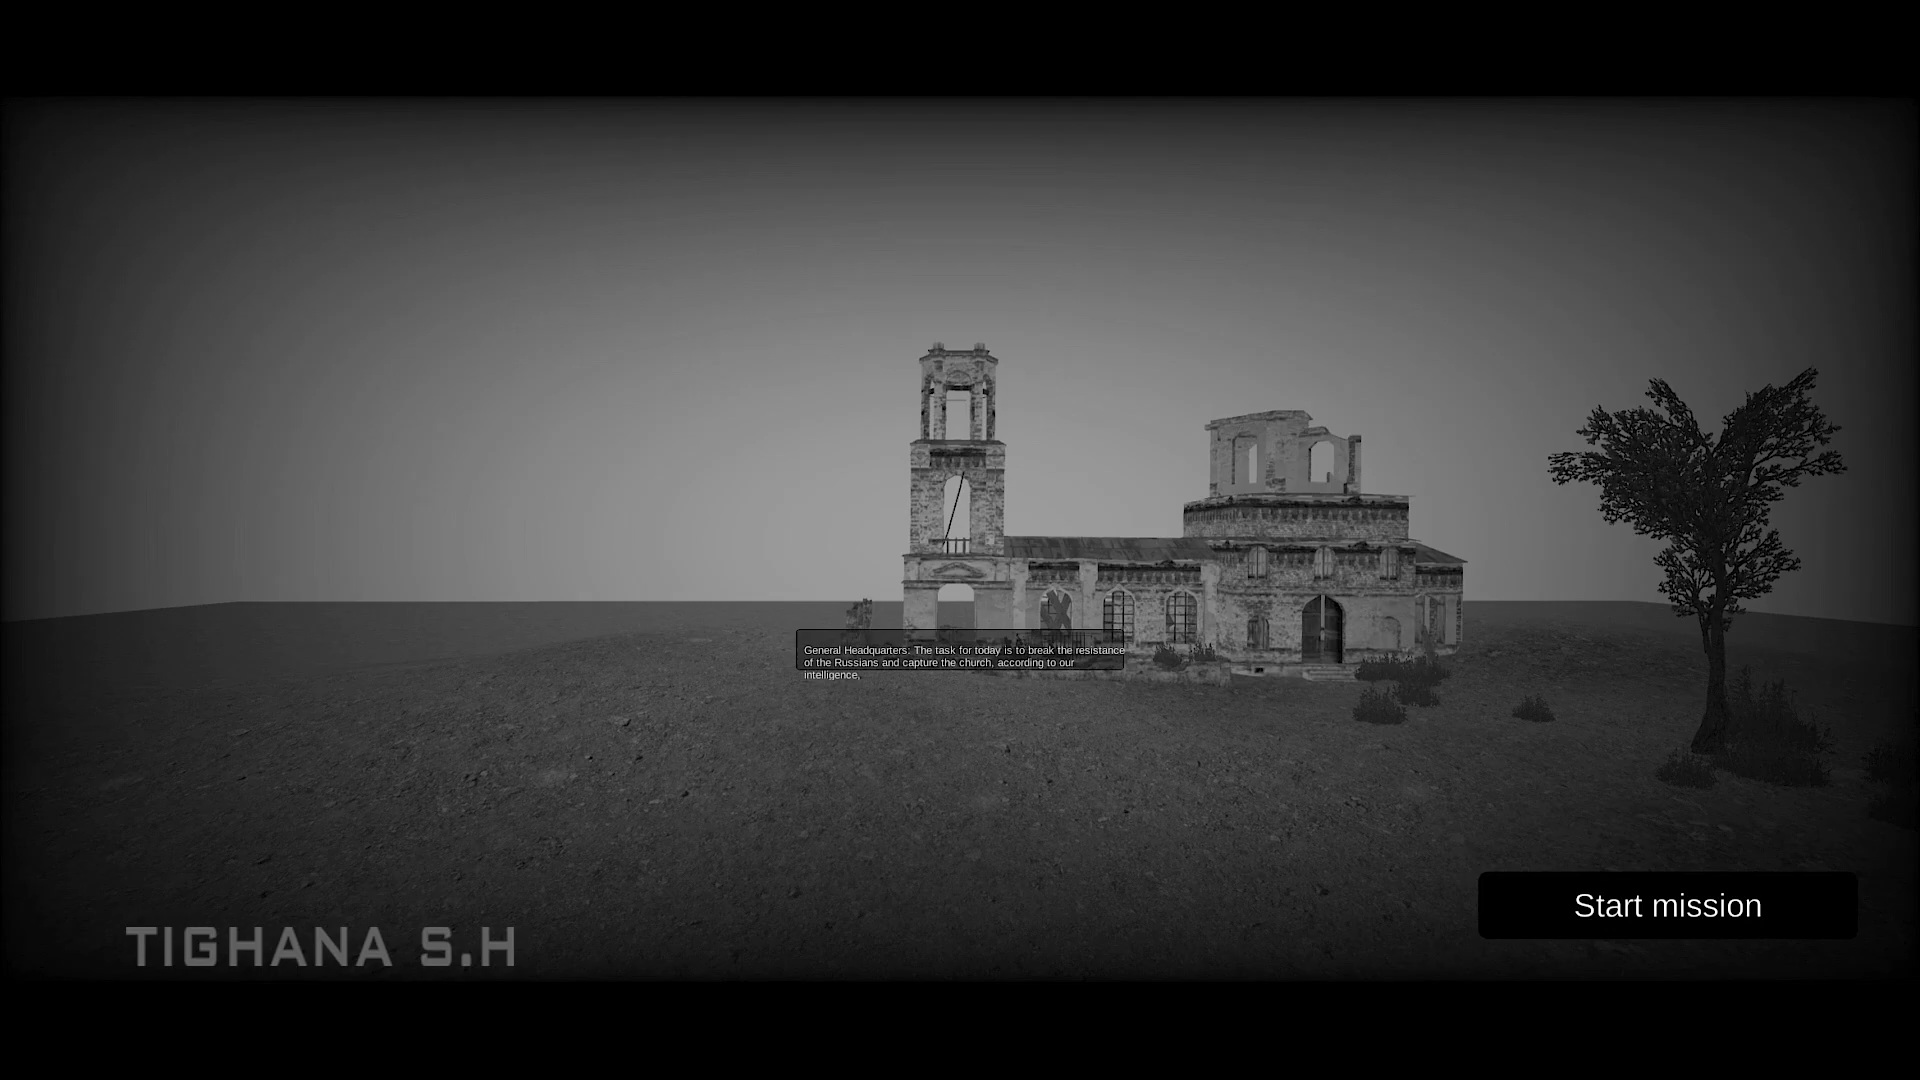 General Headquarters: The task for today is to break the resistance
of the Russians and capture the church, according to our
intelligence,
Start mission
TIGHANA S.H